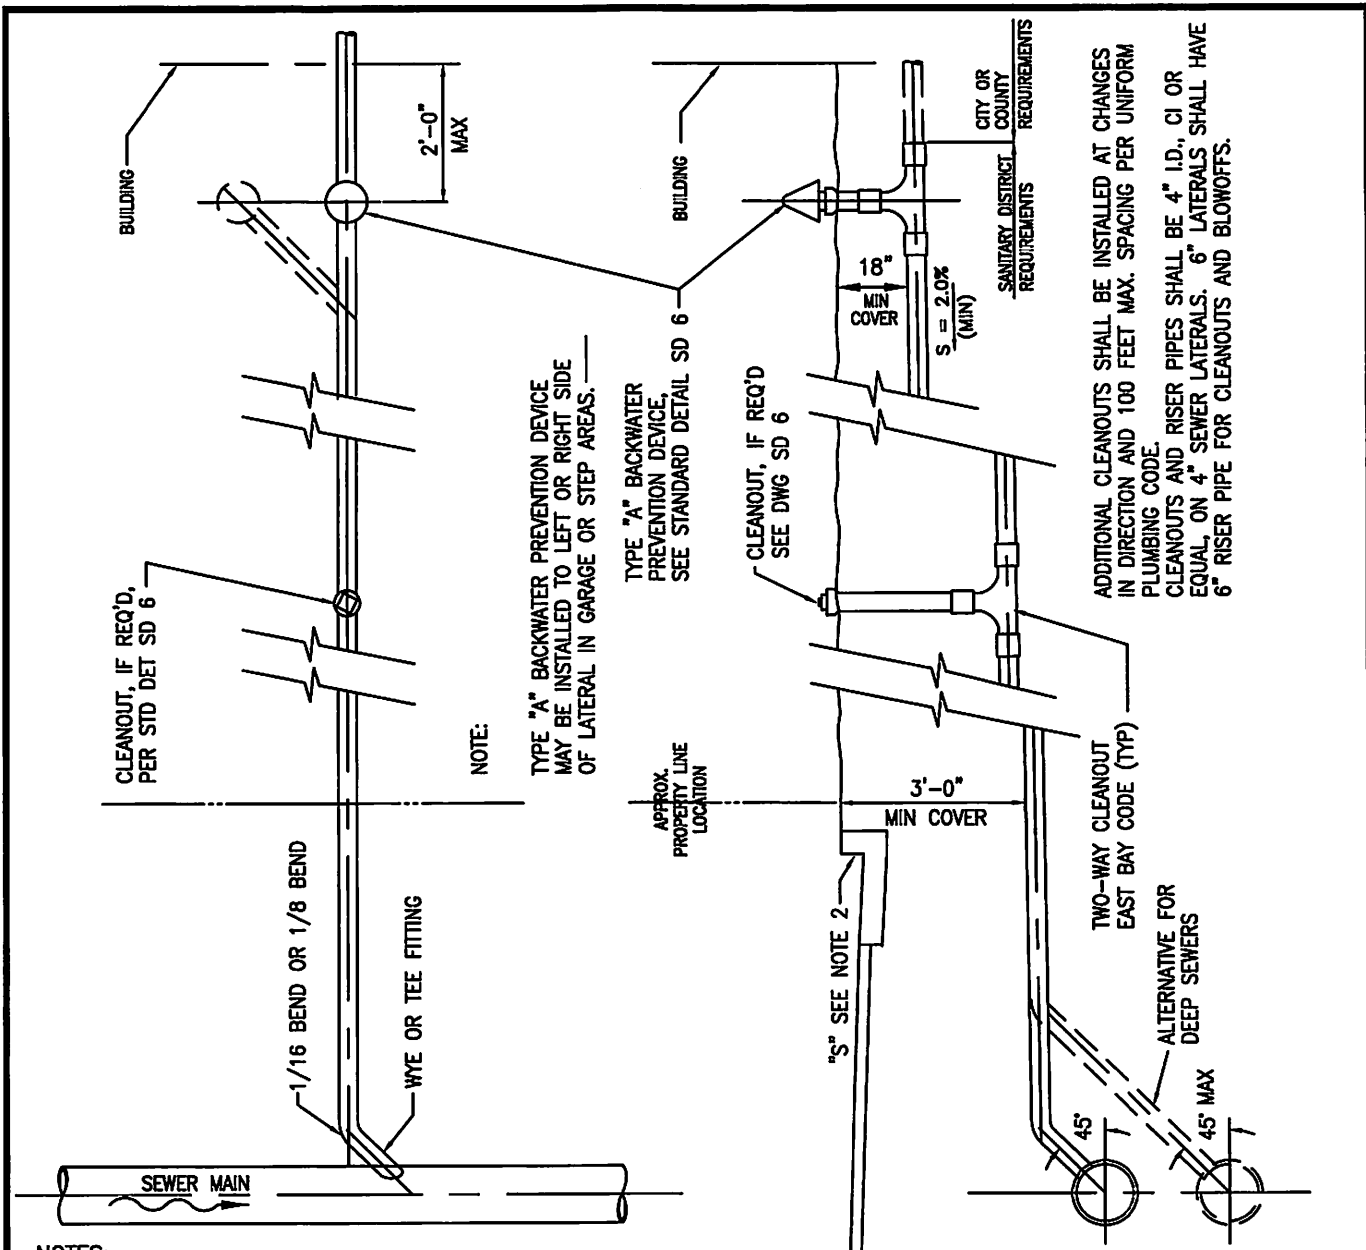 BUILDING
2'-0"
MAX
CLEANOUT, IF REQ'D,
PER STD DET SD 6
1/16 BEND OR 1/8 BEND
WYE OR TEE FITTING
SEWER MAIN
NOTE:
TYPE "A" BACKWATER PREVENTION DEVICE
MAY BE INSTALLED TO LEFT OR RIGHT SIDE
OF LATERAL IN GARAGE OR STEP AREAS.
TYPE "A" BACKWATER
PREVENTION DEVICE,
SEE STANDARD DETAIL SD 6
BUILDING
CITY OR
COUNTY
REQUIREMENTS
SANITARY DISTRICT
REQUIREMENTS
18"
MIN
COVER
S = 2.0%
(MIN)
CLEANOUT, IF REQ'D
SEE DWG SD 6
APPROX.
PROPERTY LINE
LOCATION
3'-0"
MIN COVER
"S" SEE NOTE 2
TWO-WAY CLEANOUT
EAST BAY CODE (TYP)
ALTERNATIVE FOR
DEEP SEWERS
45°
45° MAX
ADDITIONAL CLEANOUTS SHALL BE INSTALLED AT CHANGES
IN DIRECTION AND 100 FEET MAX. SPACING PER UNIFORM
PLUMBING CODE.
CLEANOUTS AND RISER PIPES SHALL BE 4" I.D., CI OR
EQUAL, ON 4" SEWER LATERALS. 6" LATERALS SHALL HAVE
6" RISER PIPE FOR CLEANOUTS AND BLOWOFFS.
NOTES